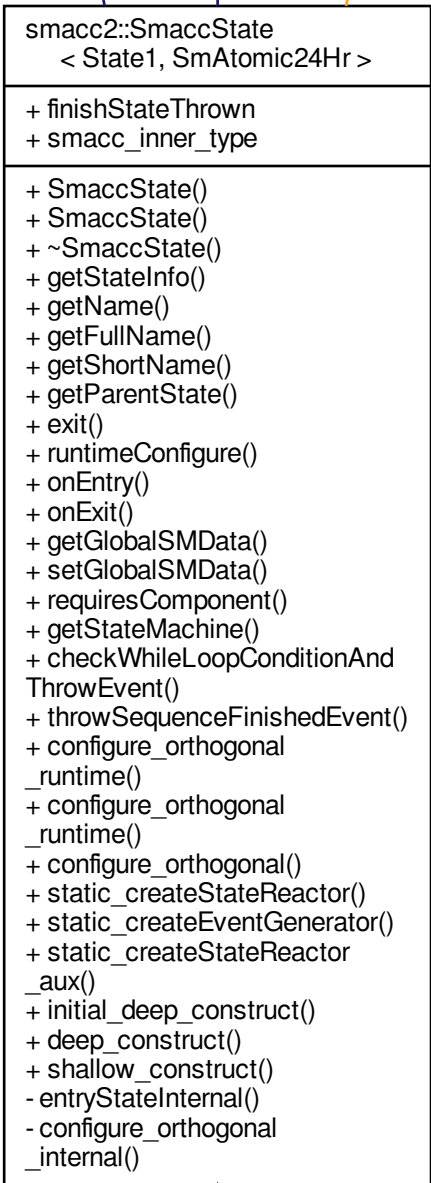 smacc2::SmaccState
< State1, SmAtomic24Hr >
+ finishStateThrown
+ smacc_inner_type
+ SmaccState()
+ SmaccState()
+ ~SmaccState()
+ getStateInfo()
+ getName()
+ getFullName()
+ getShortName()
+ getParentState()
+ exit()
+ runtimeConfigure()
+ onEntry()
+ onExit()
+ getGlobalSMData()
+ setGlobalSMData()
+ requiresComponent()
+ getStateMachine()
+ checkWhileLoopConditionAnd
ThrowEvent()
+ throwSequenceFinishedEvent()
+ configure_orthogonal
_runtime()
+ configure_orthogonal
_runtime()
+ configure_orthogonal()
+ static_createStateReactor()
+ static_createEventGenerator()
+ static_createStateReactor
_aux()
+ initial_deep_construct()
+ deep_construct()
+ shallow_construct()
- entryStateInternal()
- configure_orthogonal
_internal()